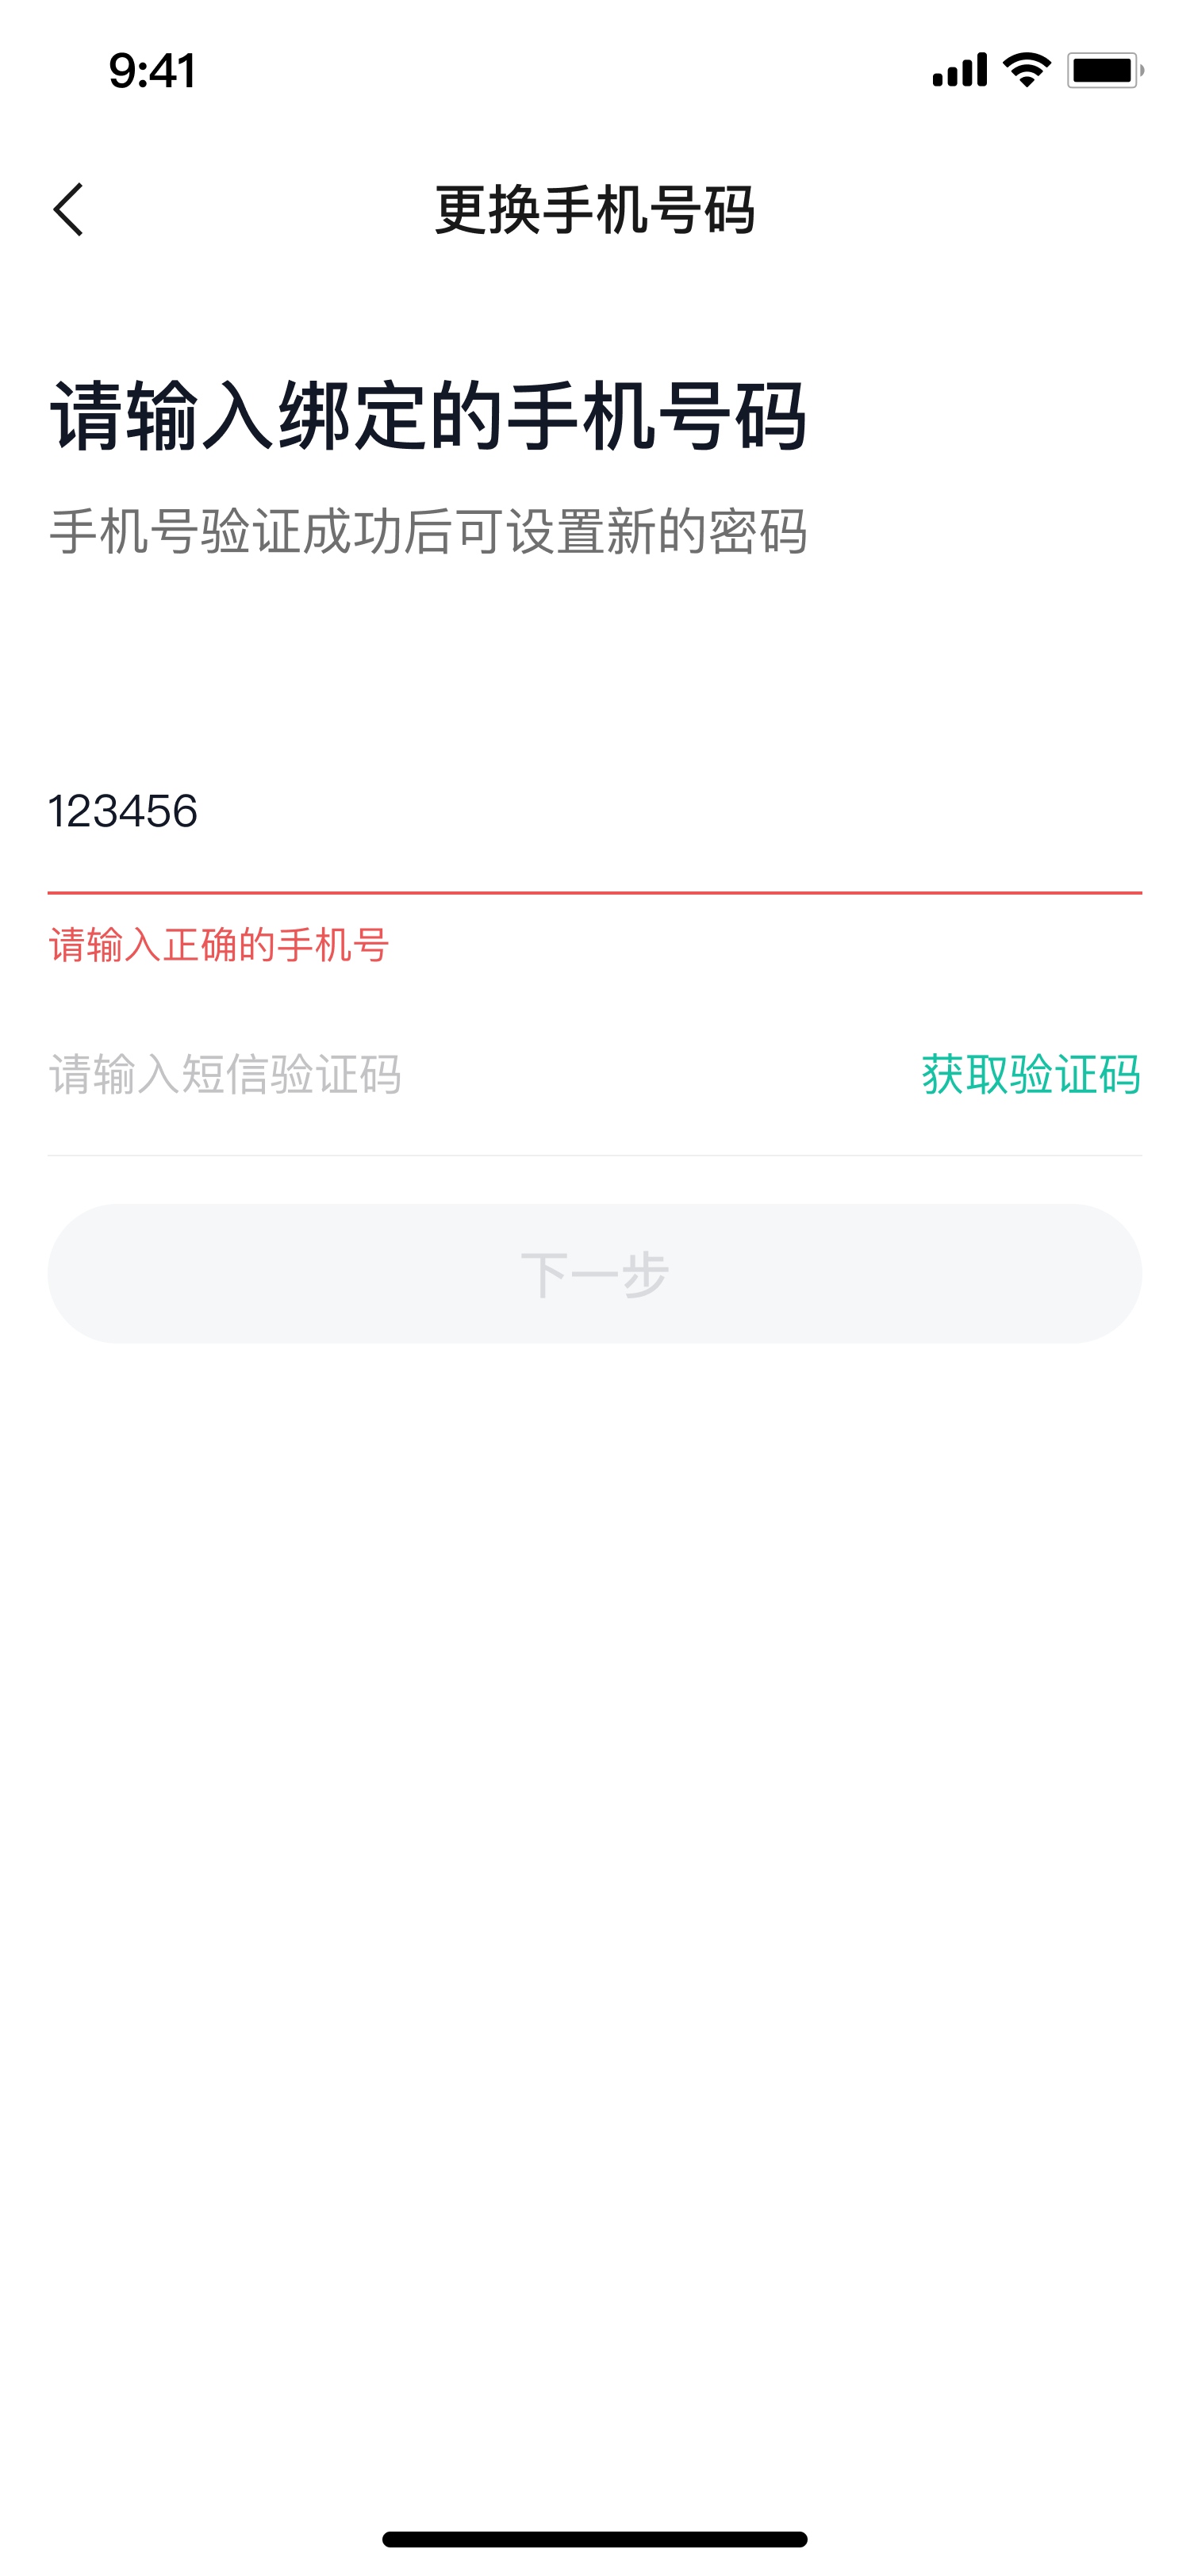 9:41
更换手机号码
请输入绑定的手机号码
手机号验证成功后可设置新的密码
123456
请输入正确的手机号
请输入短信验证码 获取验证码
下一步